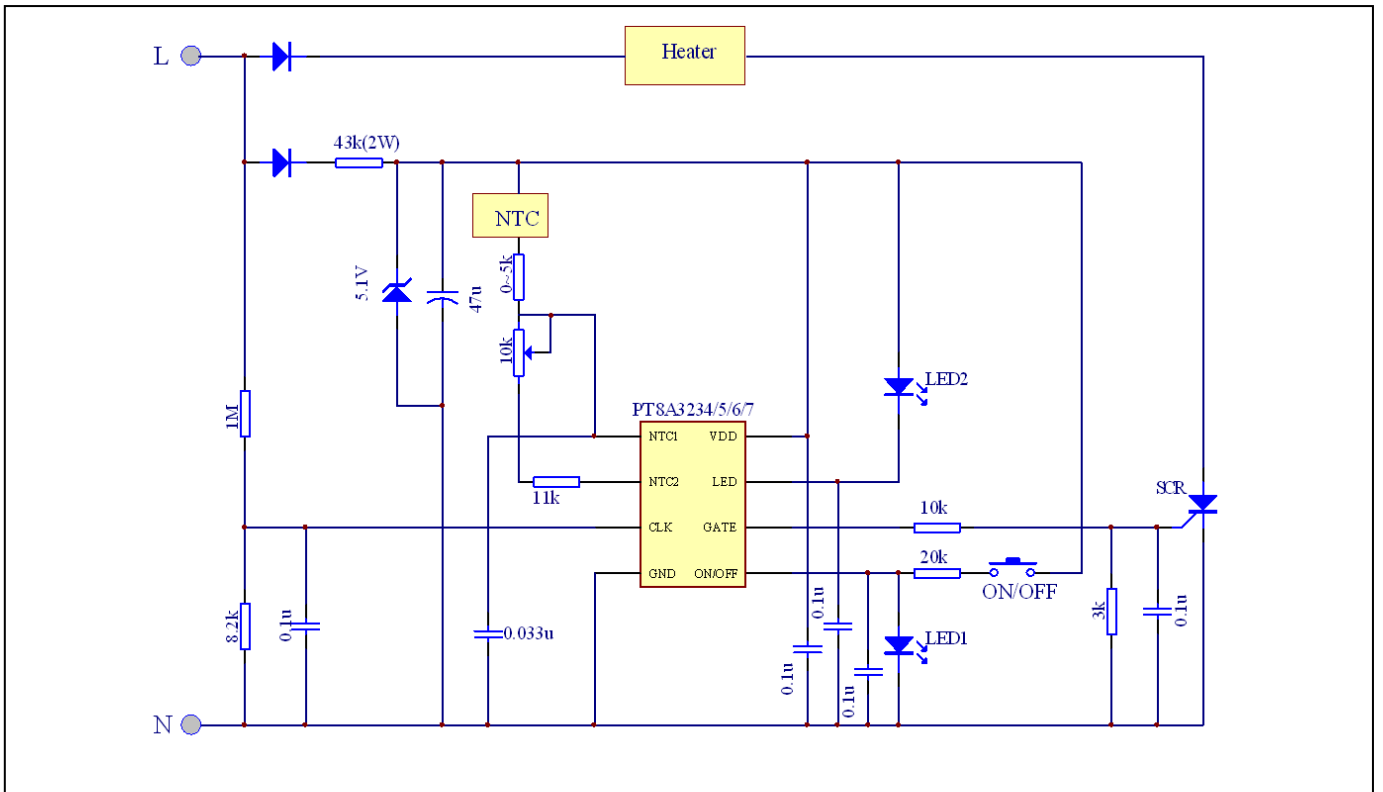 L
Heater
43k(2W)
NTC
0~5k
5.1V
47u
10k
LED2
1M
PT8A3234/5/6/7
NTC1 VDD
NTC2 LED
CLK GATE
GND ON/OFF
11k
SCR
10k
20k
ON/OFF
8.2k
0.1u
0.033u
0.1u
0.1u
0.1u
LED1
3k
0.1u
N